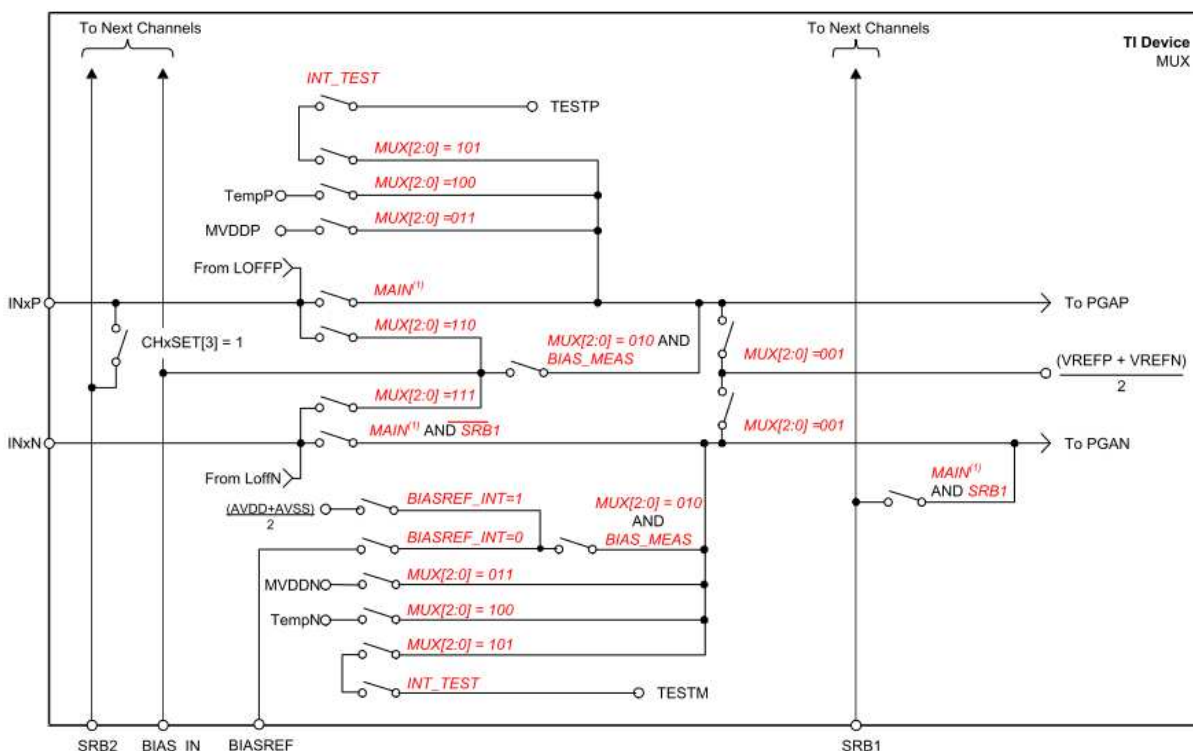 To Next Channels
To Next Channels
TI Device
MUX
INT_TEST
TESTP
MUX[2:0] = 101
TempP
MUX[2:0] =100
MVDDP
MUX[2:0] =011
From LOFFP
INxP
MAIN(1)
To PGAP
MUX[2:0] =110
CHxSET[3] = 1
MUX[2:0] = 010 AND
BIAS_MEAS
MUX[2:0] =001
(VREFP + VREFN)
2
MUX[2:0] =111
MUX[2:0] =001
INxN
MAIN(1) AND SRB1
To PGAN
From LoffN
MAIN(1)
AND SRB1
(AVDD+AVSS)
2
BIASREF_INT=1
MUX[2:0] = 010
AND
BIAS_MEAS
BIASREF_INT=0
MVDDN
MUX[2:0] = 011
TempN
MUX[2:0] = 100
MUX[2:0] = 101
INT_TEST
TESTM
SRB2 BIAS_IN BIASREF SRB1